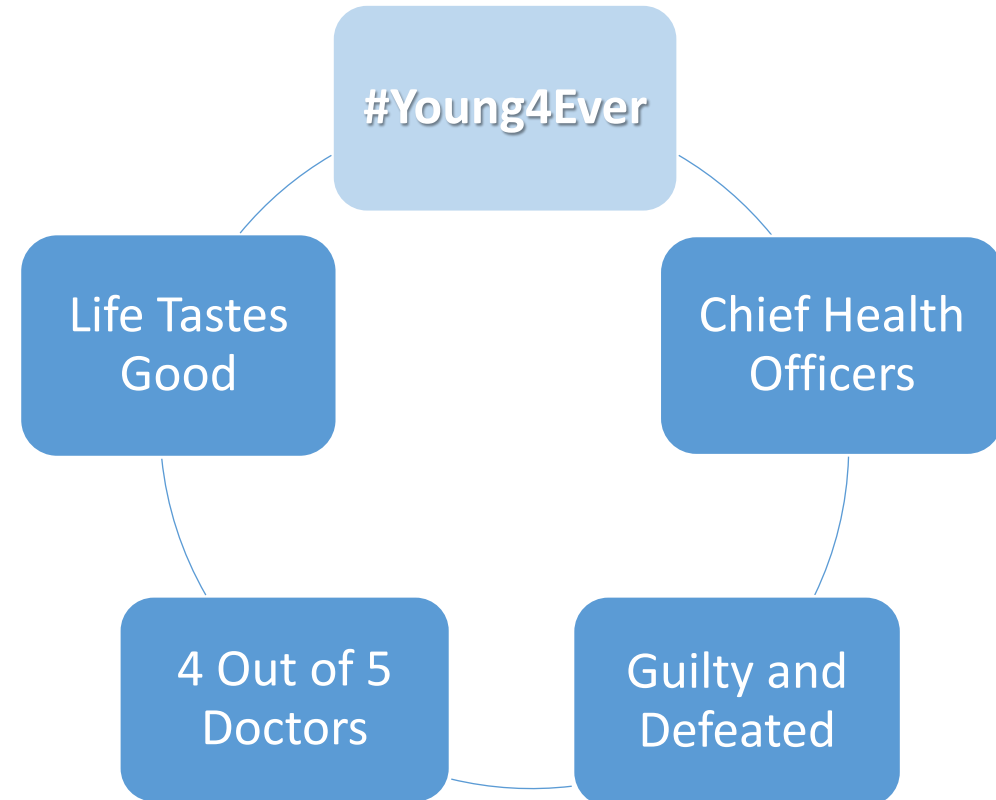 #Young4Ever
Life Tastes
Good
Chief Health
Officers
4 Out of 5
Doctors
Guilty and
Defeated